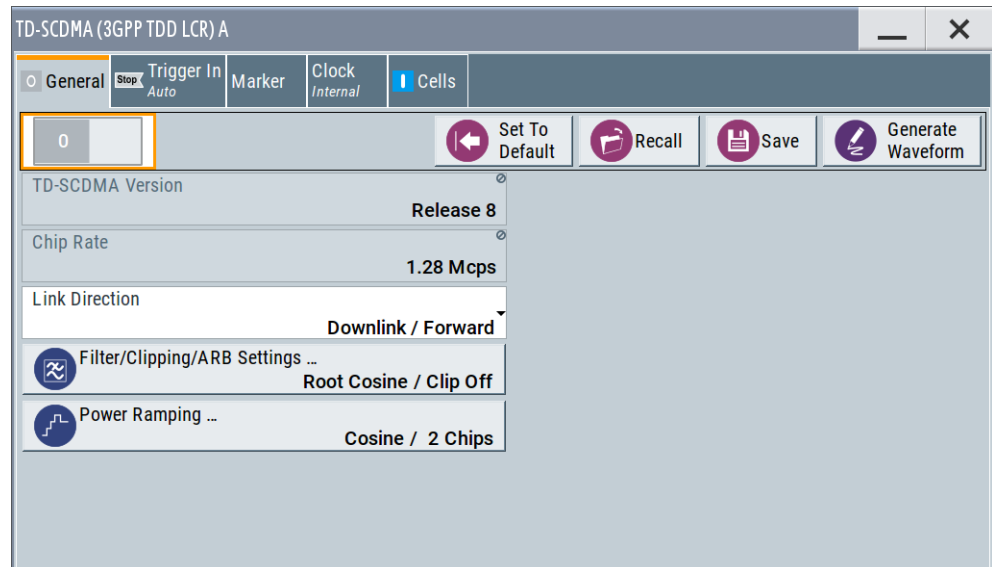 TD-SCDMA (3GPP TDD LCR) A
0 General Stop Trigger In Auto Marker Clock Internal I Cells
0
Set To Default
Recall
Save
Generate Waveform
TD-SCDMA Version
Release 8
Chip Rate
1.28 Mcps
Link Direction
Downlink / Forward
Filter/Clipping/ARB Settings ...
Root Cosine / Clip Off
Power Ramping ...
Cosine / 2 Chips